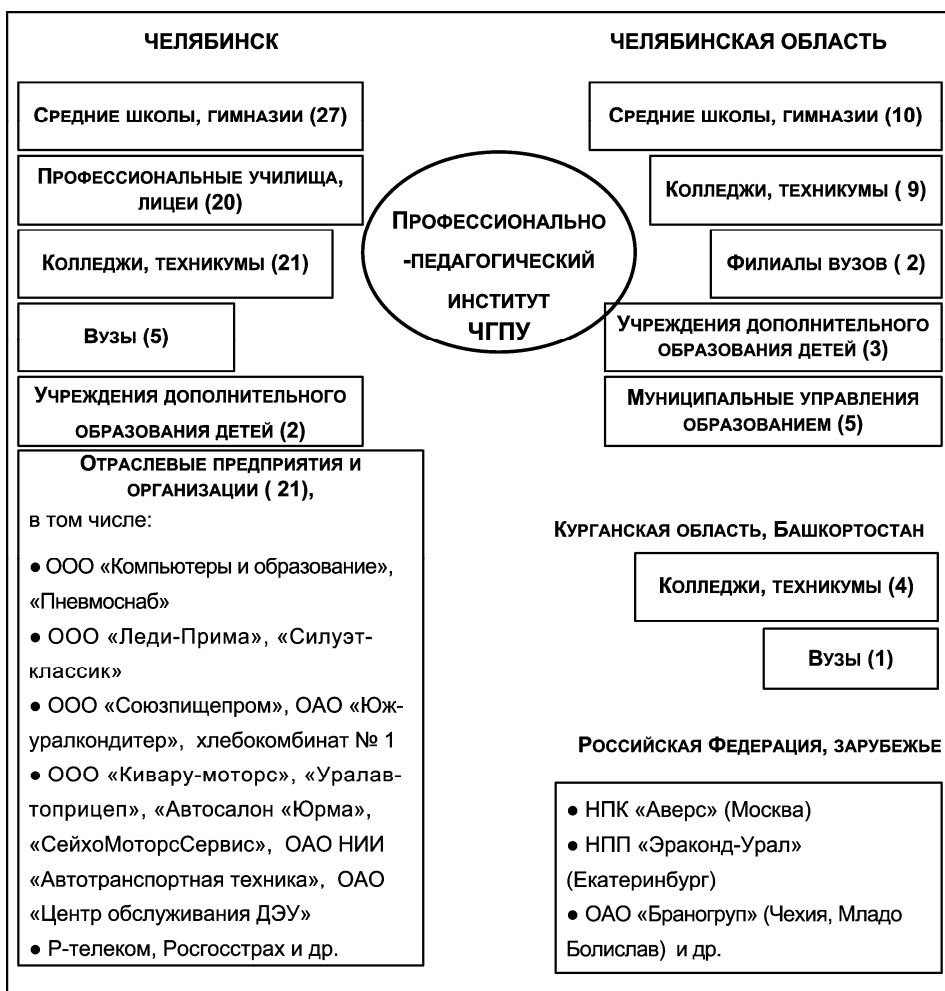 ЧЕЛЯБИНСК
СРЕДНИЕ ШКОЛЫ, ГИМНАЗИИ (27)
ПРОФЕССИОНАЛЬНЫЕ УЧИЛИЩА,
ЛИЦЕИ (20)
КОЛЛЕДЖИ, ТЕХНИКУМЫ (21)
ВУЗЫ (5)
УЧРЕЖДЕНИЯ ДОПОЛНИТЕЛЬНОГО
ОБРАЗОВАНИЯ ДЕТЕЙ (2)
ОТРАСЛЕВЫЕ ПРЕДПРИЯТИЯ И
ОРГАНИЗАЦИИ ( 21),
в том числе:
● ООО «Компьютеры и образование»,
«Пневмоснаб»
● ООО «Леди-Прима», «Силуэт-
классик»
● ООО «Союзпищепром», ОАО «Юж-
уралкондитер», хлебокомбинат № 1
● ООО «Кивару-моторс», «Уралав-
топрицеп», «Автосалон «Юрма»,
«СейхоМоторсСервис», ОАО НИИ
«Автотранспортная техника», ОАО
«Центр обслуживания ДЭУ»
● Р-телеком, Росгосстрах и др.
ПРОФЕССИОНАЛЬНО
-ПЕДАГОГИЧЕСКИЙ
ИНСТИТУТ
ЧГПУ
ЧЕЛЯБИНСКАЯ ОБЛАСТЬ
СРЕДНИЕ ШКОЛЫ, ГИМНАЗИИ (10)
КОЛЛЕДЖИ, ТЕХНИКУМЫ ( 9)
ФИЛИАЛЫ ВУЗОВ ( 2)
УЧРЕЖДЕНИЯ ДОПОЛНИТЕЛЬНОГО
ОБРАЗОВАНИЯ ДЕТЕЙ (3)
МУНИЦИПАЛЬНЫЕ УПРАВЛЕНИЯ
ОБРАЗОВАНИЕМ (5)
КУРГАНСКАЯ ОБЛАСТЬ, БАШКОРТОСТАН
КОЛЛЕДЖИ, ТЕХНИКУМЫ (4)
ВУЗЫ (1)
РОССИЙСКАЯ ФЕДЕРАЦИЯ, ЗАРУБЕЖЬЕ
● НПК «Аверс» (Москва)
● НПП «Эраконд-Урал»
(Екатеринбург)
● ОАО «Браногруп» (Чехия, Младо
Болислав) и др.